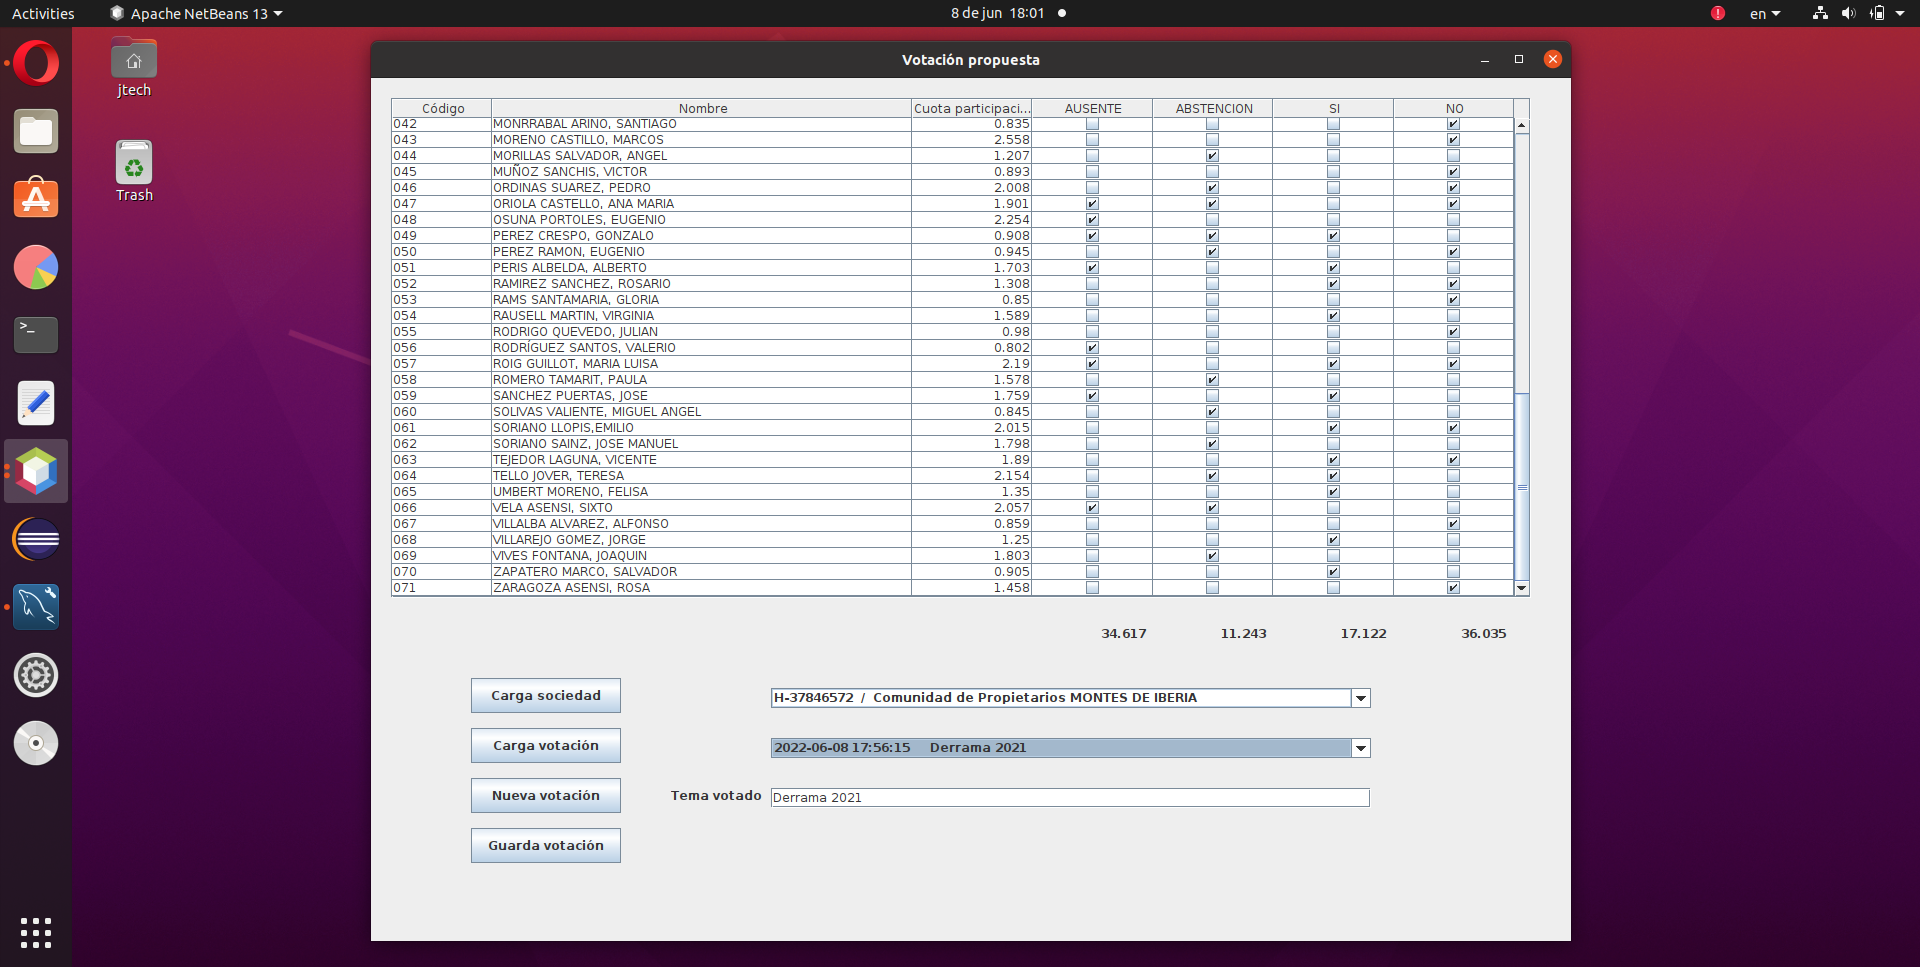 Activities Apache NetBeans 13 8 de jun 18:01 en
jtech
Trash
Votación propuesta
Código Nombre Cuota participaci... AUSENTE ABSTENCION SI NO
042 MONRRABAL ARINO, SANTIAGO 0.835
043 MORENO CASTILLO, MARCOS 2.558
044 MORILLAS SALVADOR, ANGEL 1.207
045 MUÑOZ SANCHIS, VICTOR 0.893
046 ORDINAS SUAREZ, PEDRO 2.008
047 ORIOLA CASTELLO, ANA MARIA 1.901
048 OSUNA PORTOLES, EUGENIO 2.254
049 PEREZ CRESPO, GONZALO 0.908
050 PEREZ RAMON, EUGENIO 0.945
051 PERIS ALBELDA, ALBERTO 1.703
052 RAMIREZ SANCHEZ, ROSARIO 1.308
053 RAMS SANTAMARIA, GLORIA 0.85
054 RAUSELL MARTIN, VIRGINIA 1.589
055 RODRIGO QUEVEDO, JULIAN 0.98
056 RODRÍGUEZ SANTOS, VALERIO 0.802
057 ROIG GUILLOT, MARIA LUISA 2.19
058 ROMERO TAMARIT, PAULA 1.578
059 SANCHEZ PUERTAS, JOSE 1.759
060 SOLIVAS VALIENTE, MIGUEL ANGEL 0.845
061 SORIANO LLOPIS,EMILIO 2.015
062 SORIANO SAINZ, JOSE MANUEL 1.798
063 TEJEDOR LAGUNA, VICENTE 1.89
064 TELLO JOVER, TERESA 2.154
065 UMBERT MORENO, FELISA 1.35
066 VELA ASENSI, SIXTO 2.057
067 VILLALBA ALVAREZ, ALFONSO 0.859
068 VILLAREJO GOMEZ, JORGE 1.25
069 VIVES FONTANA, JOAQUIN 1.803
070 ZAPATERO MARCO, SALVADOR 0.905
071 ZARAGOZA ASENSI, ROSA 1.458
34.617 11.243 17.122 36.035
Carga sociedad H-37846572 / Comunidad de Propietarios MONTES DE IBERIA
Carga votación 2022-06-08 17:56:15 Derrama 2021
Nueva votación Tema votado Derrama 2021
Guarda votación